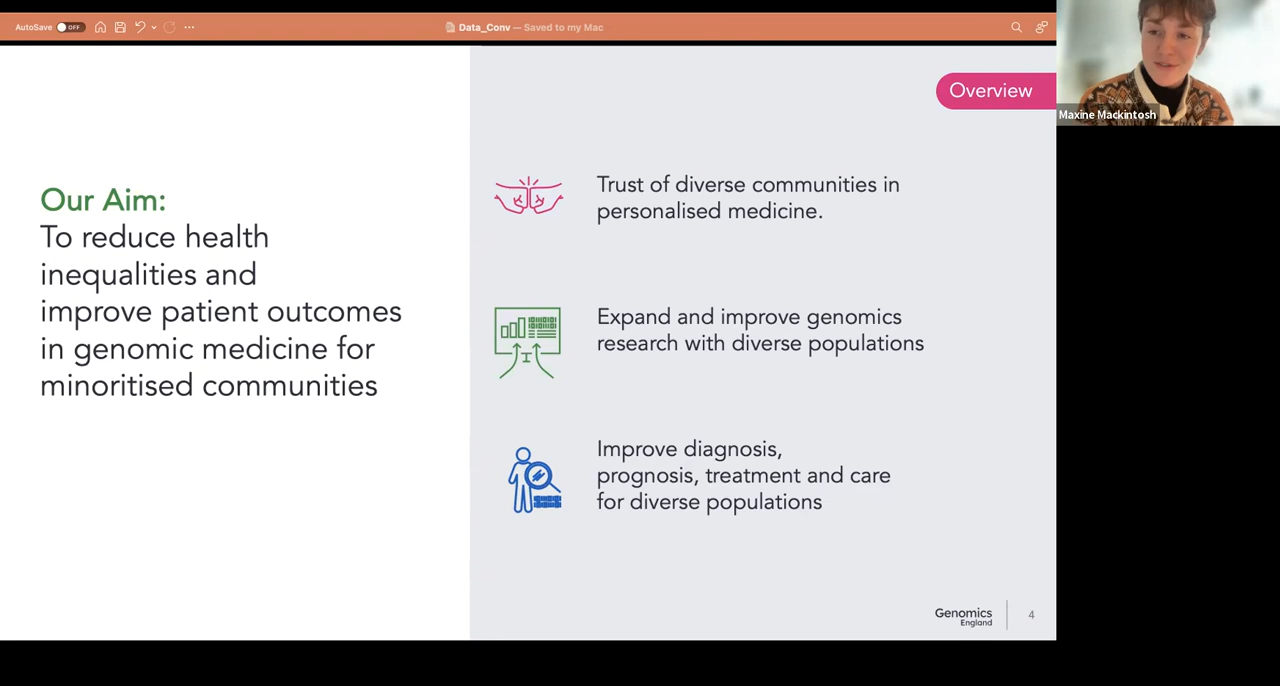 AutoSave OFF
Data_Conv — Saved to my Mac
Overview
Maxine Mackintosh
Our Aim:
To reduce health
inequalities and
improve patient outcomes
in genomic medicine for
minoritised communities
Trust of diverse communities in
personalised medicine.
Expand and improve genomics
research with diverse populations
Improve diagnosis,
prognosis, treatment and care
for diverse populations
Genomics
England
4